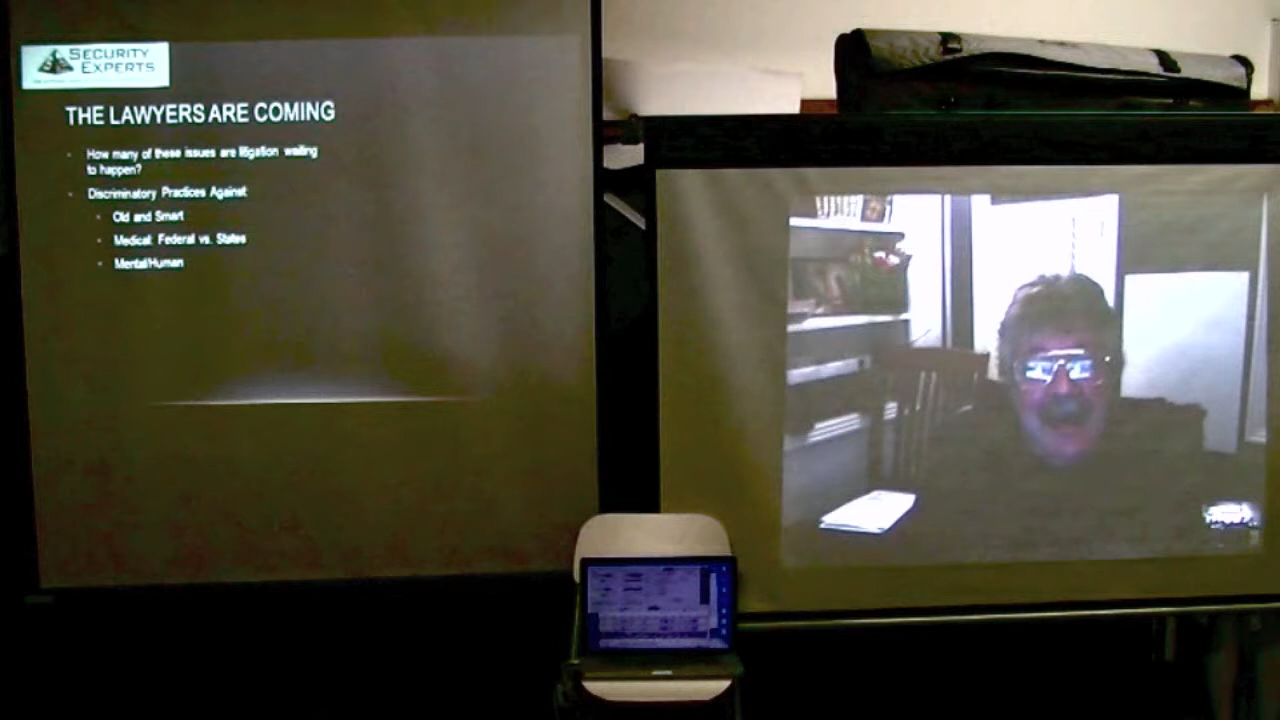 SECURITY
EXPERTS
THE LAWYERS ARE COMING
How many of these issues are litigation waiting
to happen?
Discriminatory Practices Against
Old and Smart
Medical: Federal vs. States
Mental/Human